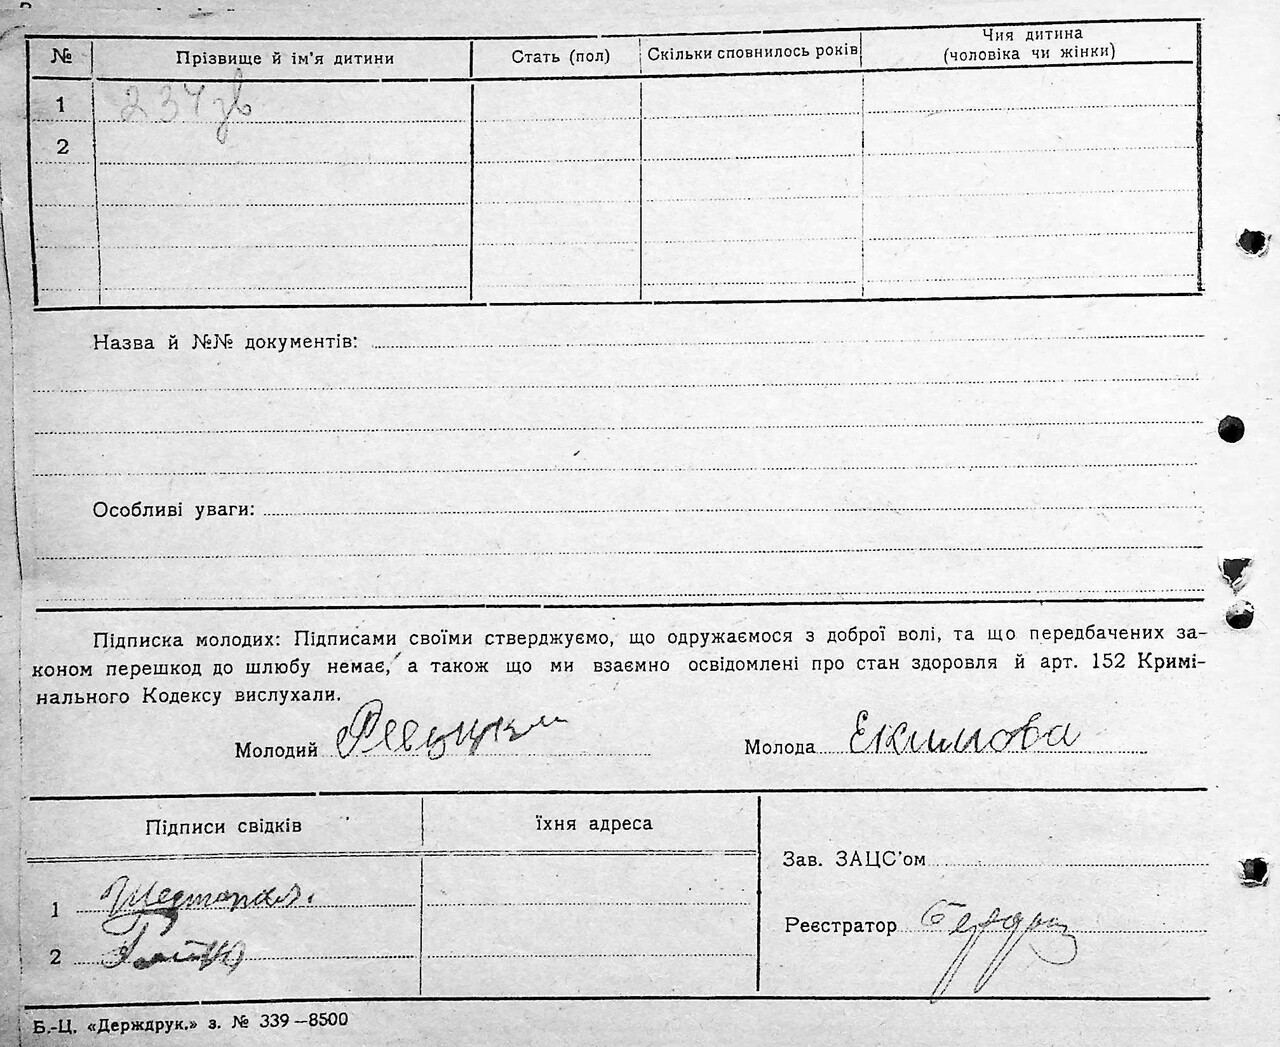 № Прізвище й ім'я дитини Стать (пол) Скільки сповнилось років Чия дитина (чоловіка чи жінки)
1 237 зв
2
Назва й №№ документів:
Особливі уваги:
Підписка молодих: Підписами своїми стверджуємо, що одружаємося з доброї волі, та що передбачених за-
коном перешкод до шлюбу немає, а також що ми взаємно освідомлені про стан здоровля й арт. 152 Кримі-
нального Кодексу вислухали.
Молодий Молода Екимова
Підписи свідків Їхня адреса
Зав. ЗАЦС'ом
1
Реєстратор
2
Б.-Ц. «Держдрук.» з. № 339—8500